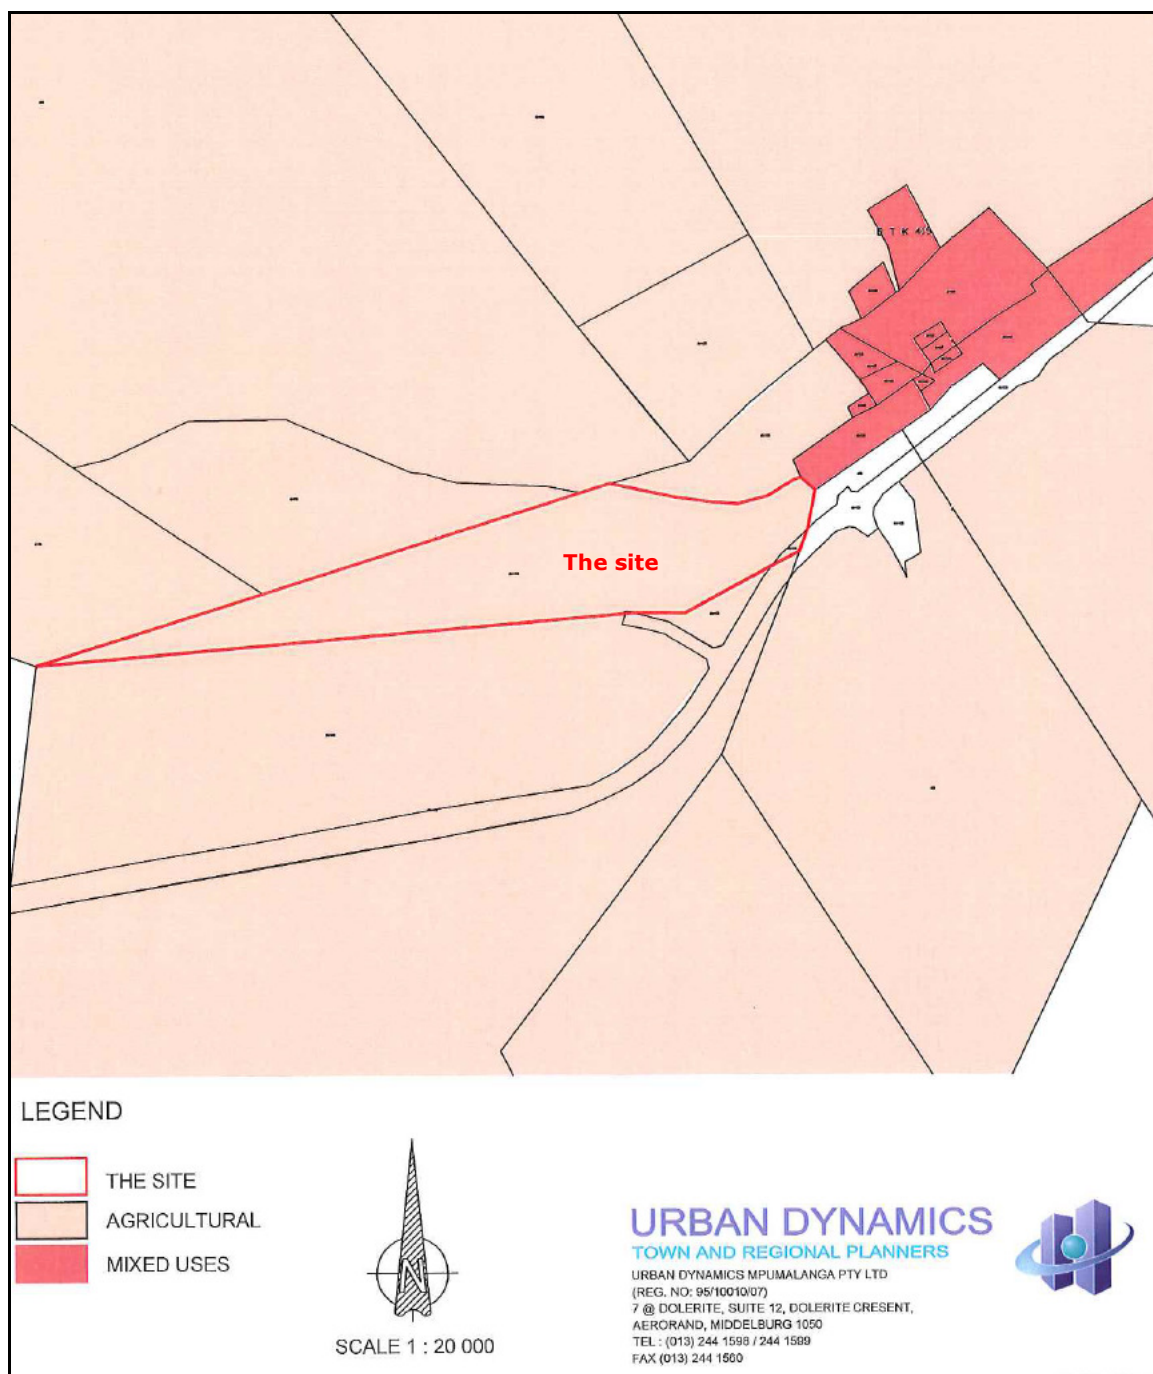 B T K 435
The site
LEGEND
THE SITE
AGRICULTURAL
MIXED USES
N
SCALE 1 : 20 000
URBAN DYNAMICS
TOWN AND REGIONAL PLANNERS
URBAN DYNAMICS MPUMALANGA PTY LTD
(REG. NO: 95/10010/07)
7 @ DOLERITE, SUITE 12, DOLERITE CRESENT,
AERORAND, MIDDELBURG 1050
TEL : (013) 244 1598 / 244 1599
FAX (013) 244 1560